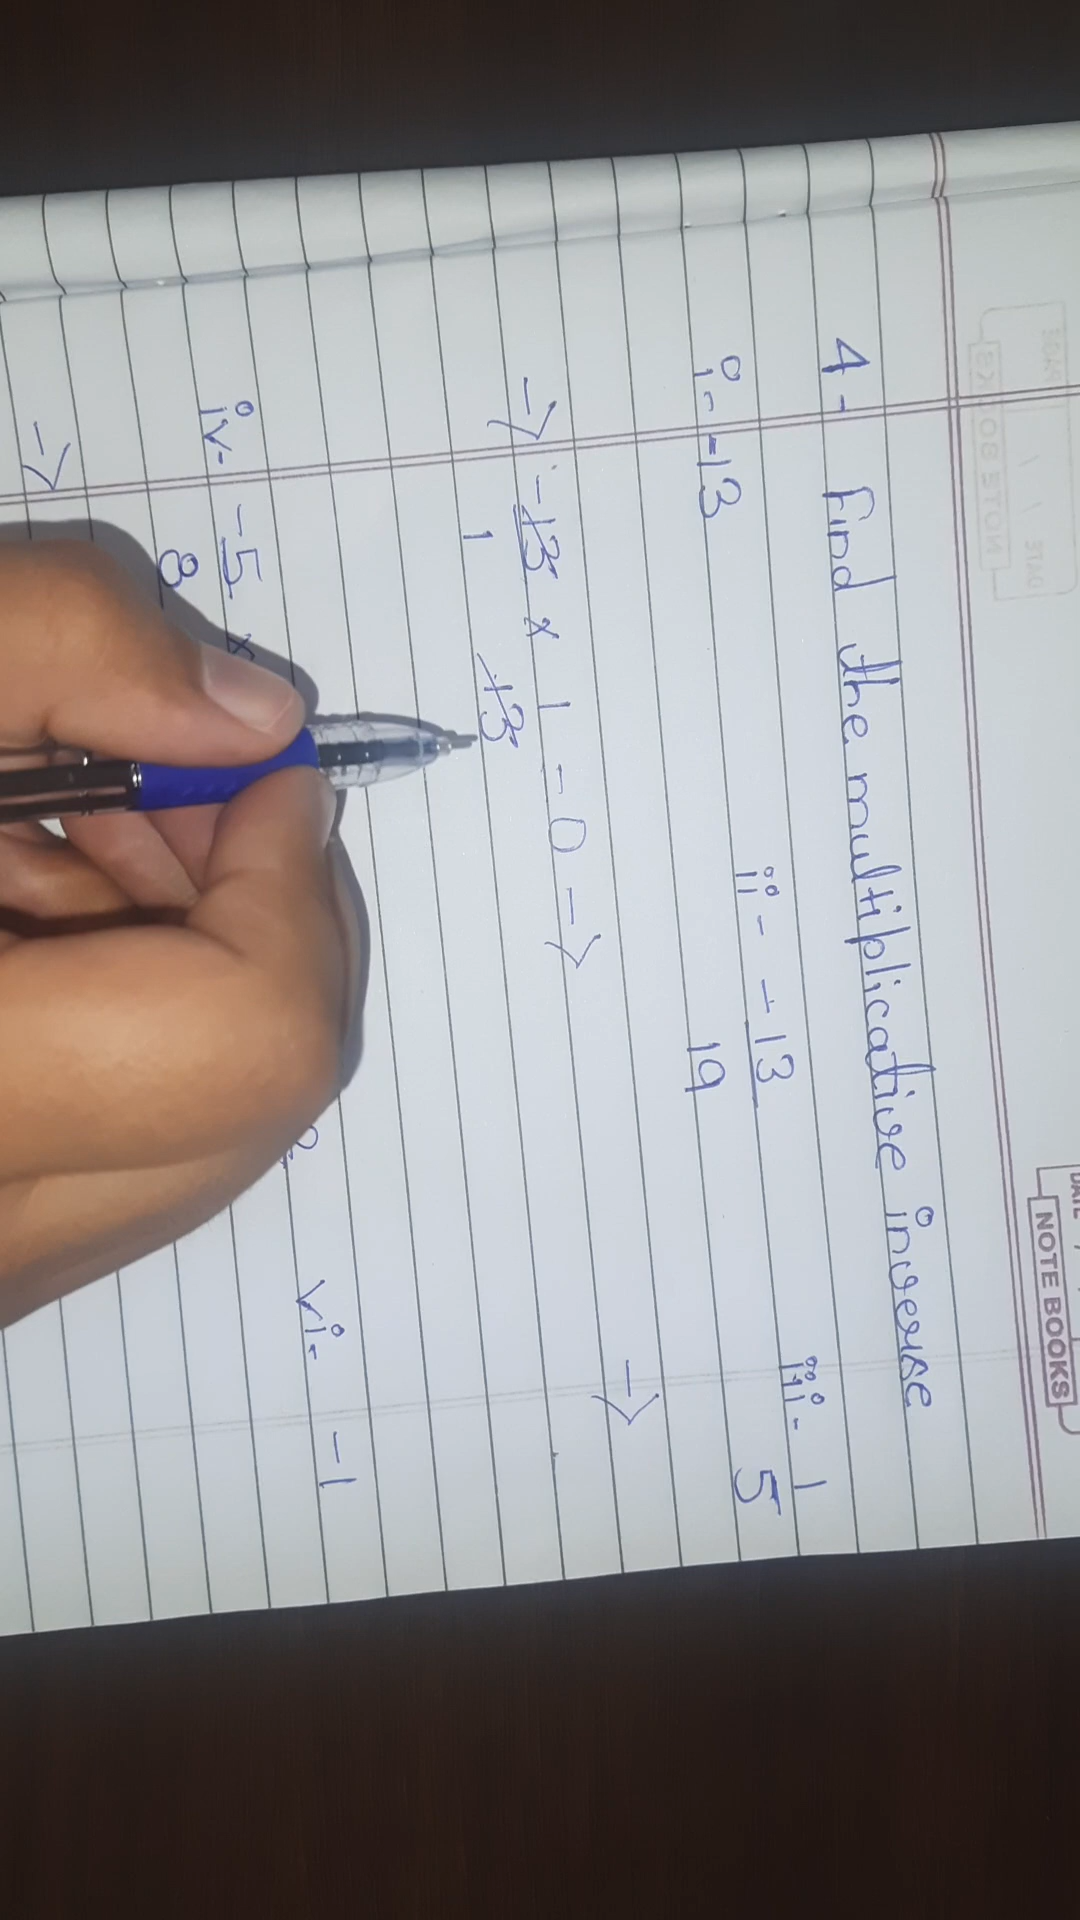 NOTE BOOKS
4- Find the multiplicative inverse
i- -13 ii- -13 iii- 1
19 5
→ -13 × 1 - 0 → →
1 13
iv- -5 × vi- -1
8
→